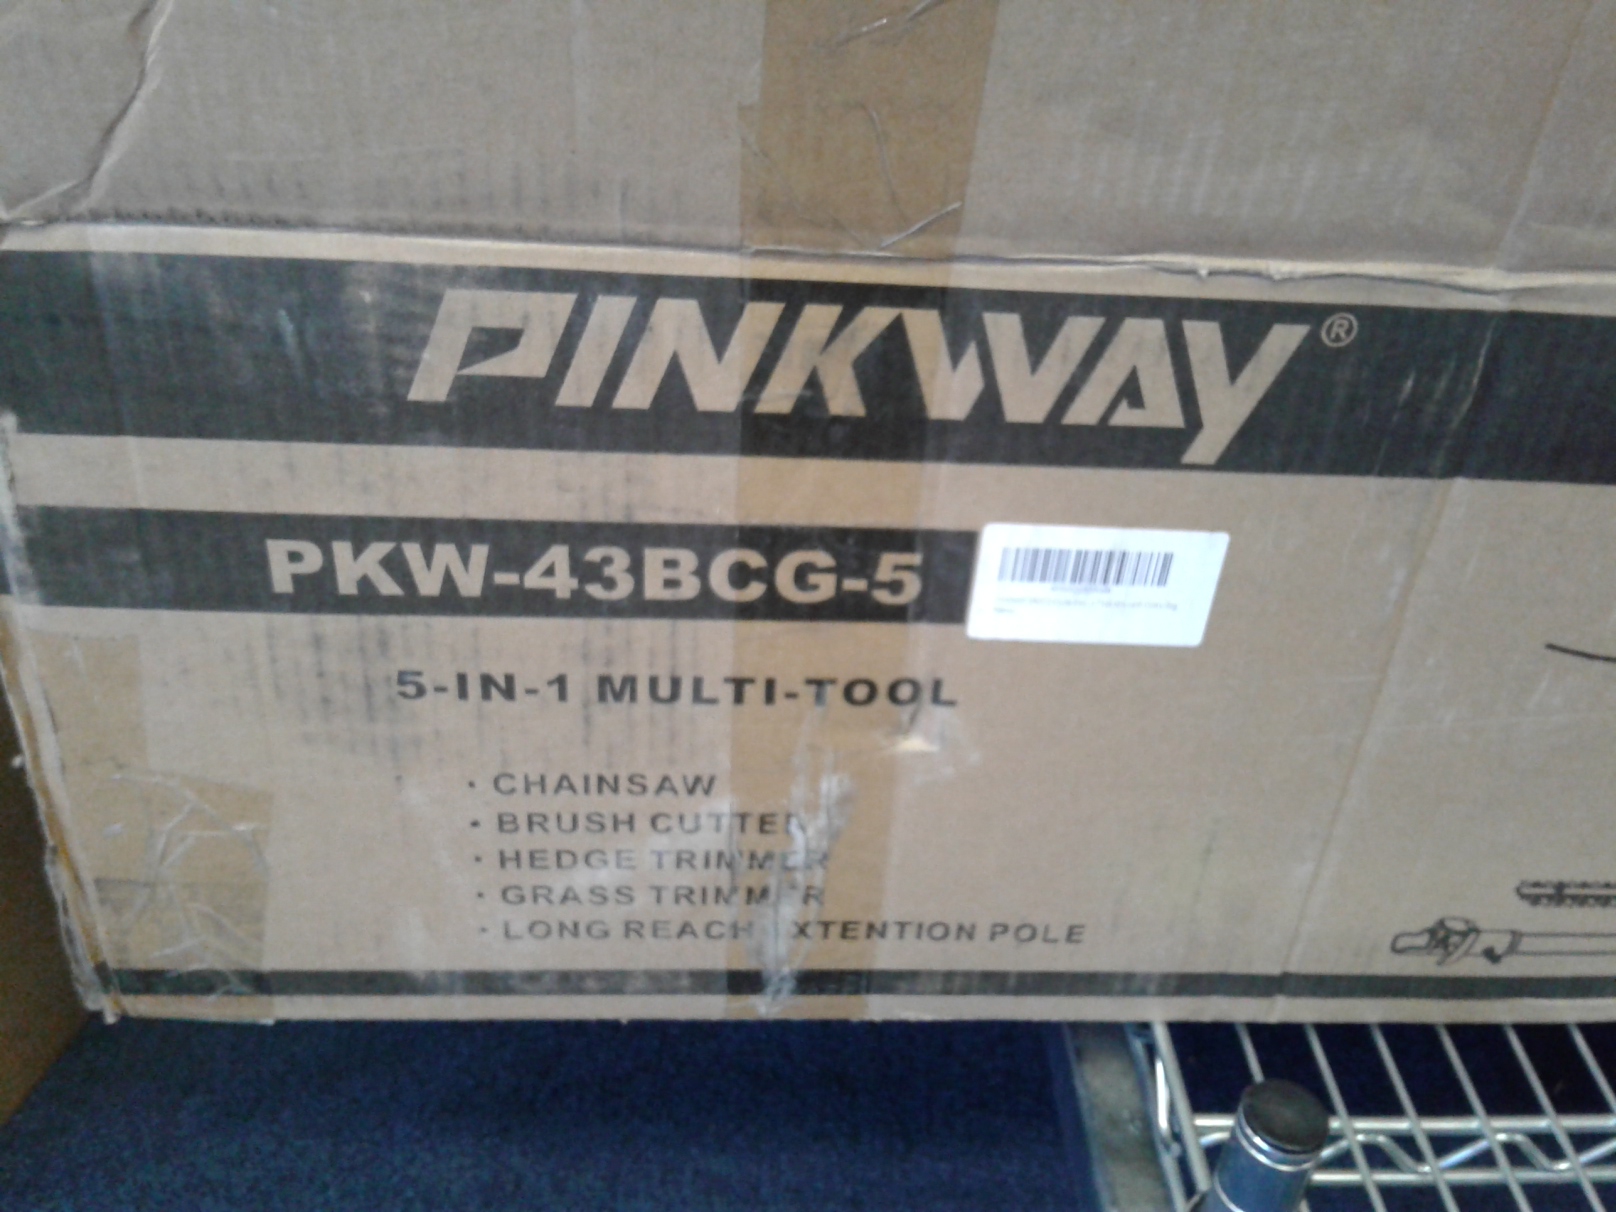 PINKWAY®
PKW-43BCG-5
5-IN-1 MULTI-TOOL
· CHAINSAW
· BRUSH CUTTER
· HEDGE TRIMMER
· GRASS TRIMMER
· LONG REACH EXTENTION POLE